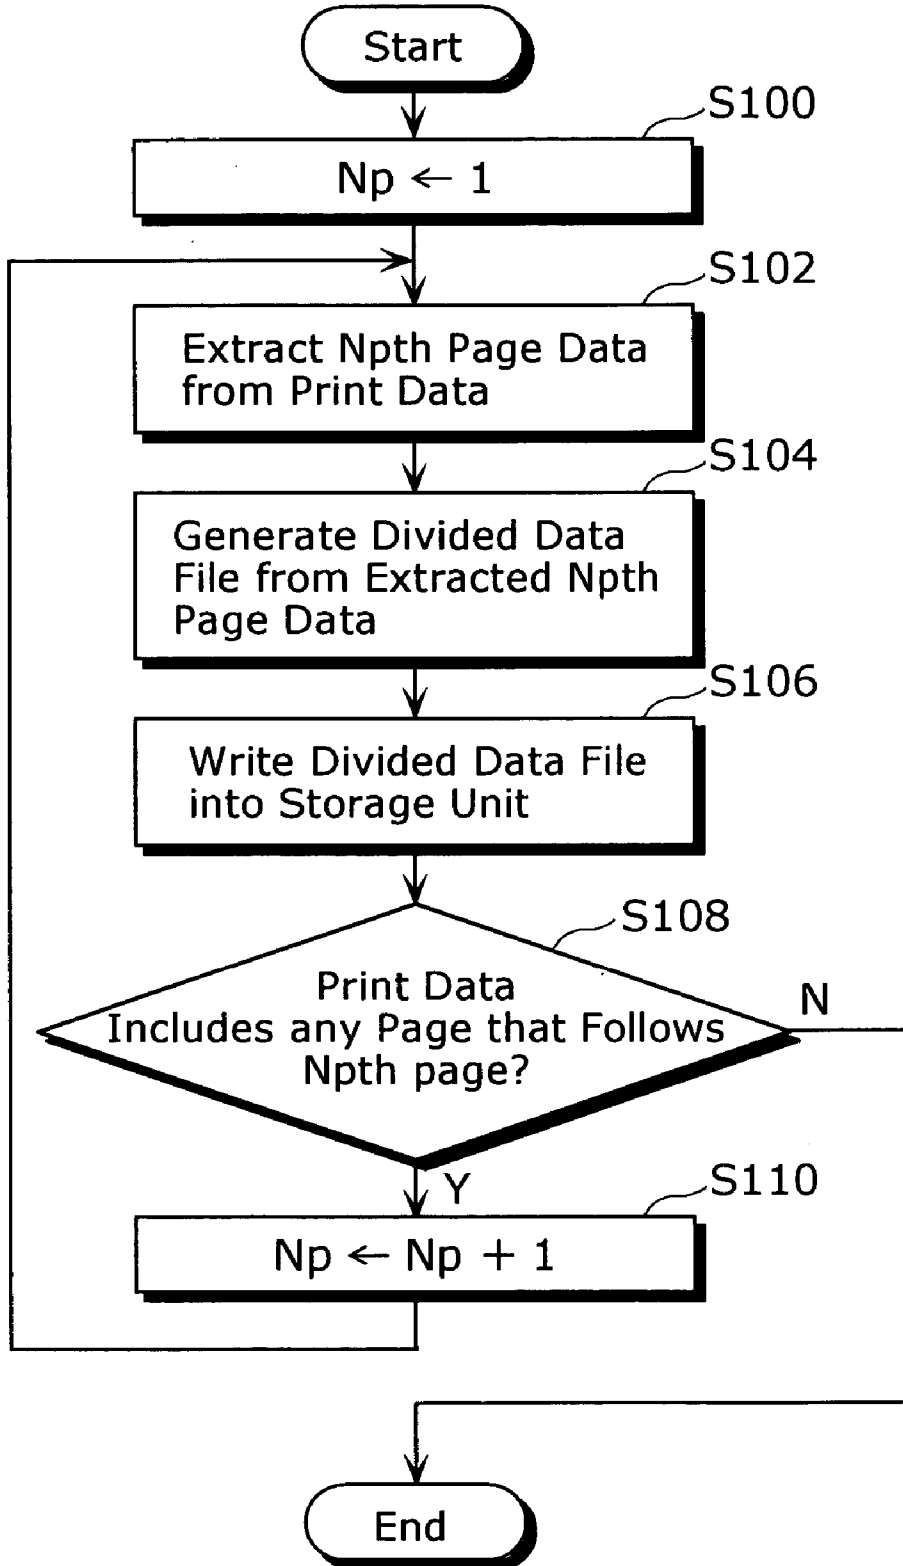 Start
S100
Np ← 1
S102
Extract Npth Page Data
from Print Data
S104
Generate Divided Data
File from Extracted Npth
Page Data
S106
Write Divided Data File
into Storage Unit
S108
Print Data
Includes any Page that Follows
Npth page?
N
Y
S110
Np ← Np + 1
End